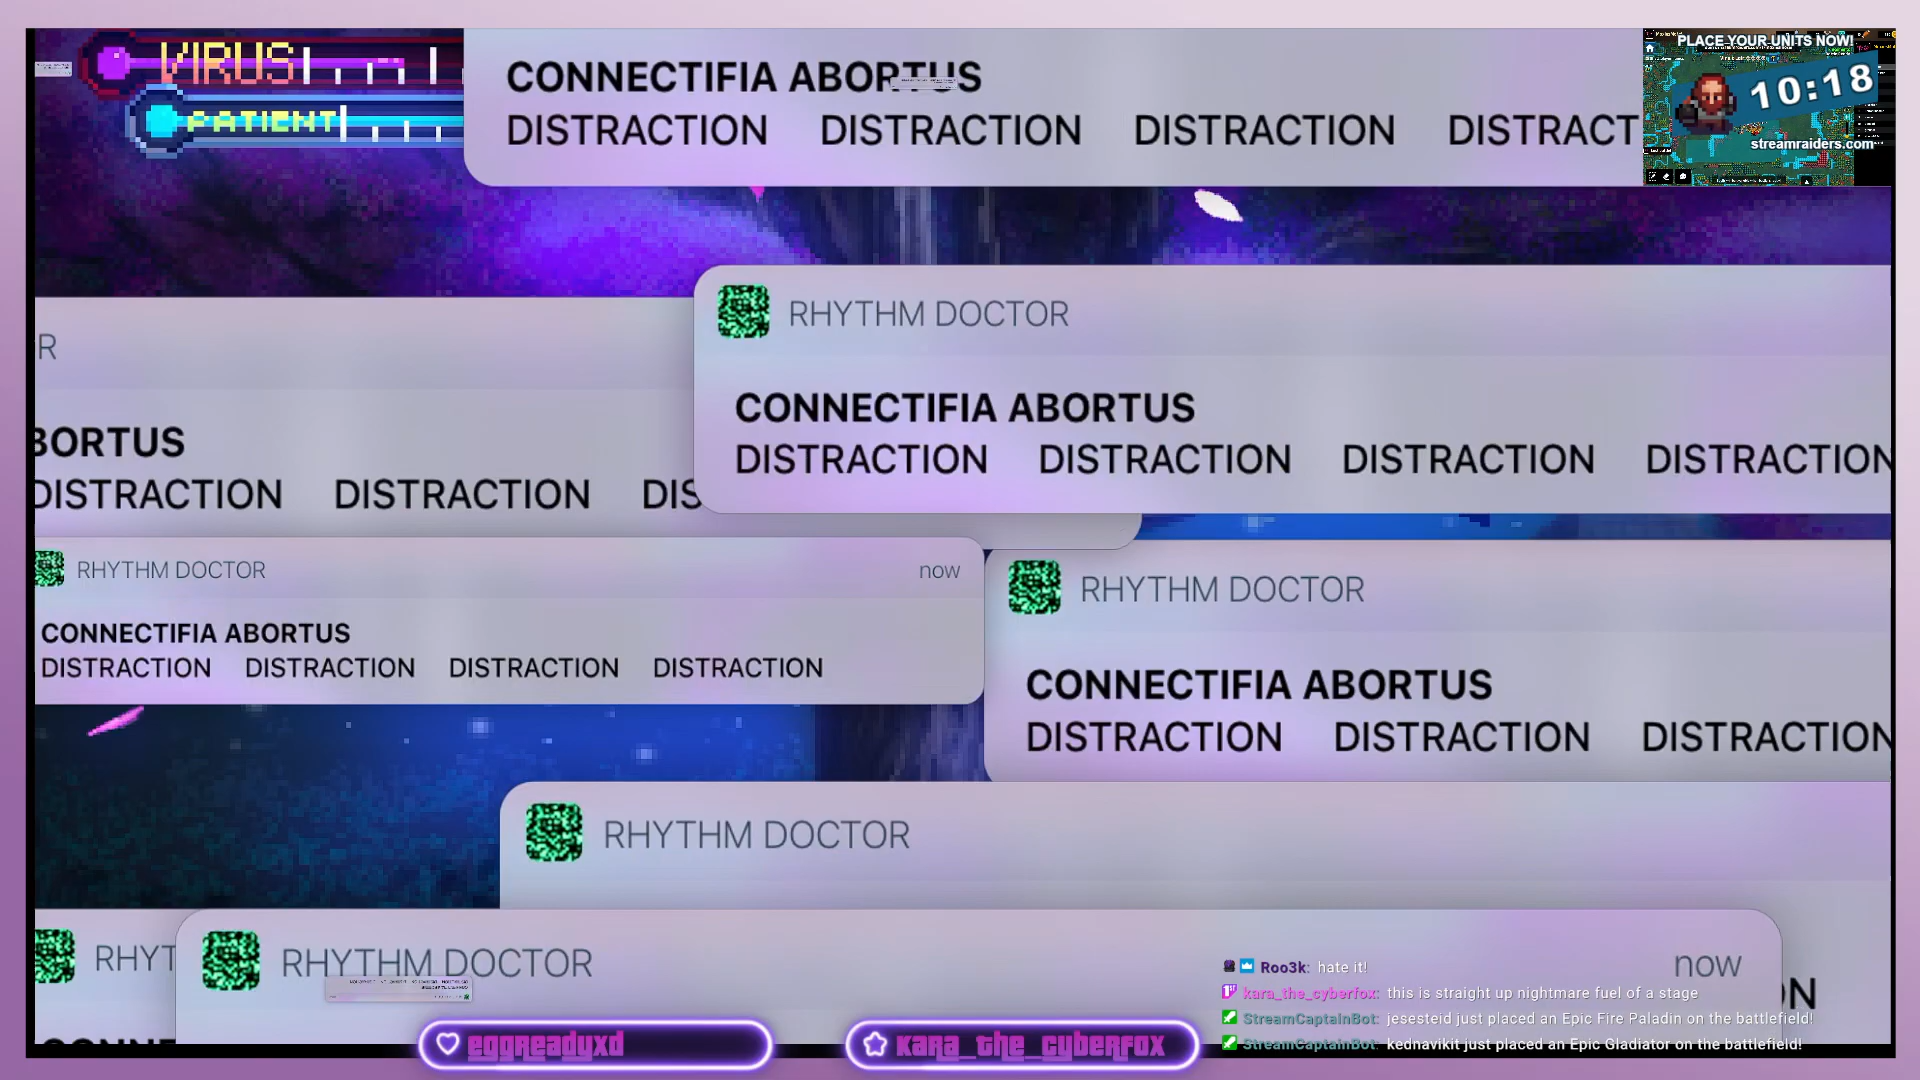 VIRUS
PATIENT
CONNECTIFIA ABORTUS
DISTRACTION DISTRACTION DISTRACTION DISTRACT
PLACE YOUR UNITS NOW!
10:18
streamraiders.com
RHYTHM DOCTOR
CONNECTIFIA ABORTUS
DISTRACTION DISTRACTION DISTRACTION DISTRACTION
R
BORTUS
DISTRACTION DISTRACTION DIS
RHYTHM DOCTOR now
CONNECTIFIA ABORTUS
DISTRACTION DISTRACTION DISTRACTION DISTRACTION
RHYTHM DOCTOR
CONNECTIFIA ABORTUS
DISTRACTION DISTRACTION DISTRACTION
RHYTHM DOCTOR
RHYT
RHYTHM DOCTOR now
ON
CONNE
Roo3k: hate it!
kara_the_cyberfox: this is straight up nightmare fuel of a stage
StreamCaptainBot: jesesteid just placed an Epic Fire Paladin on the battlefield!
StreamCaptainBot: kednavikit just placed an Epic Gladiator on the battlefield!
eggreadyxd
kara_the_cyberfox